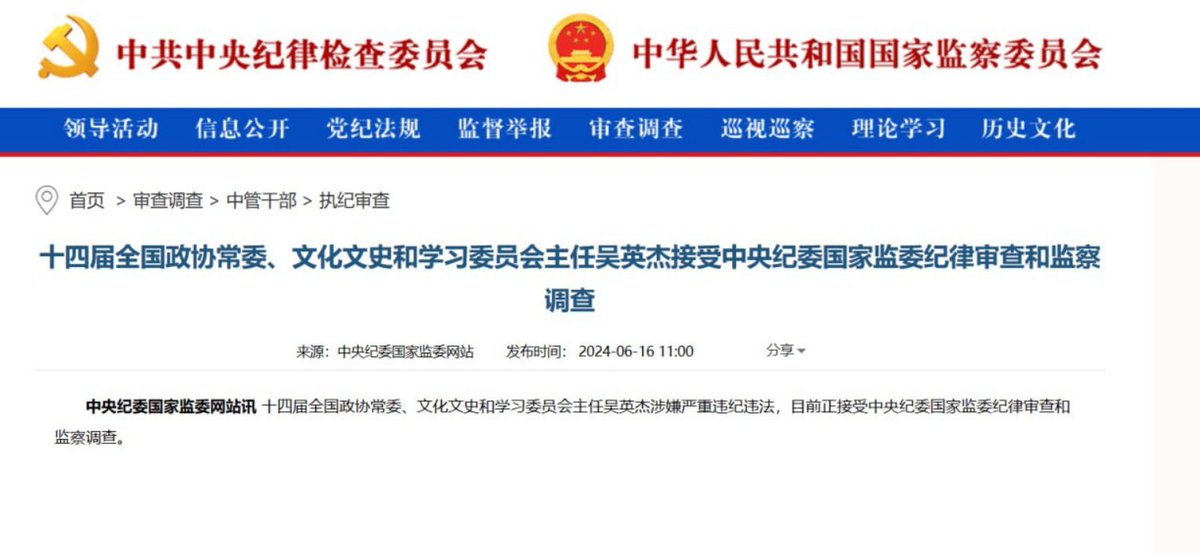 中共中央纪律检查委员会 中华人民共和国国家监察委员会
领导活动 信息公开 党纪法规 监督举报 审查调查 巡视巡察 理论学习 历史文化
首页 > 审查调查 > 中管干部 > 执纪审查
十四届全国政协常委、文化文史和学习委员会主任吴英杰接受中央纪委国家监委纪律审查和监察
调查
来源：中央纪委国家监委网站 发布时间： 2024-06-16 11:00 分享
中央纪委国家监委网站讯 十四届全国政协常委、文化文史和学习委员会主任吴英杰涉嫌严重违纪违法，目前正接受中央纪委国家监委纪律审查和
监察调查。